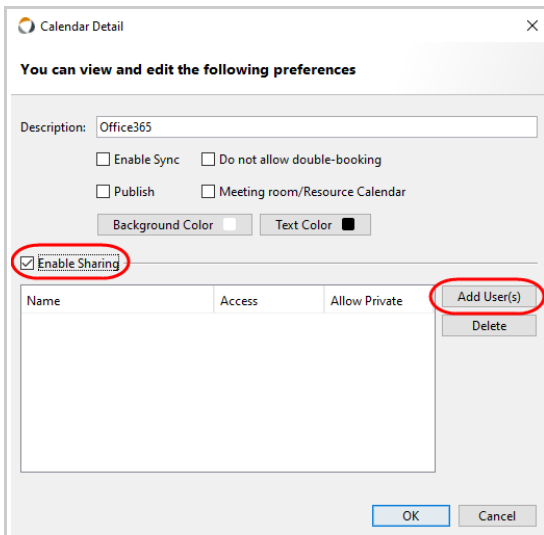 Calendar Detail
You can view and edit the following preferences
Description: Office365
Enable Sync Do not allow double-booking
Publish Meeting room/Resource Calendar
Background Color Text Color
Enable Sharing
Name Access Allow Private Add User(s)
Delete
OK Cancel